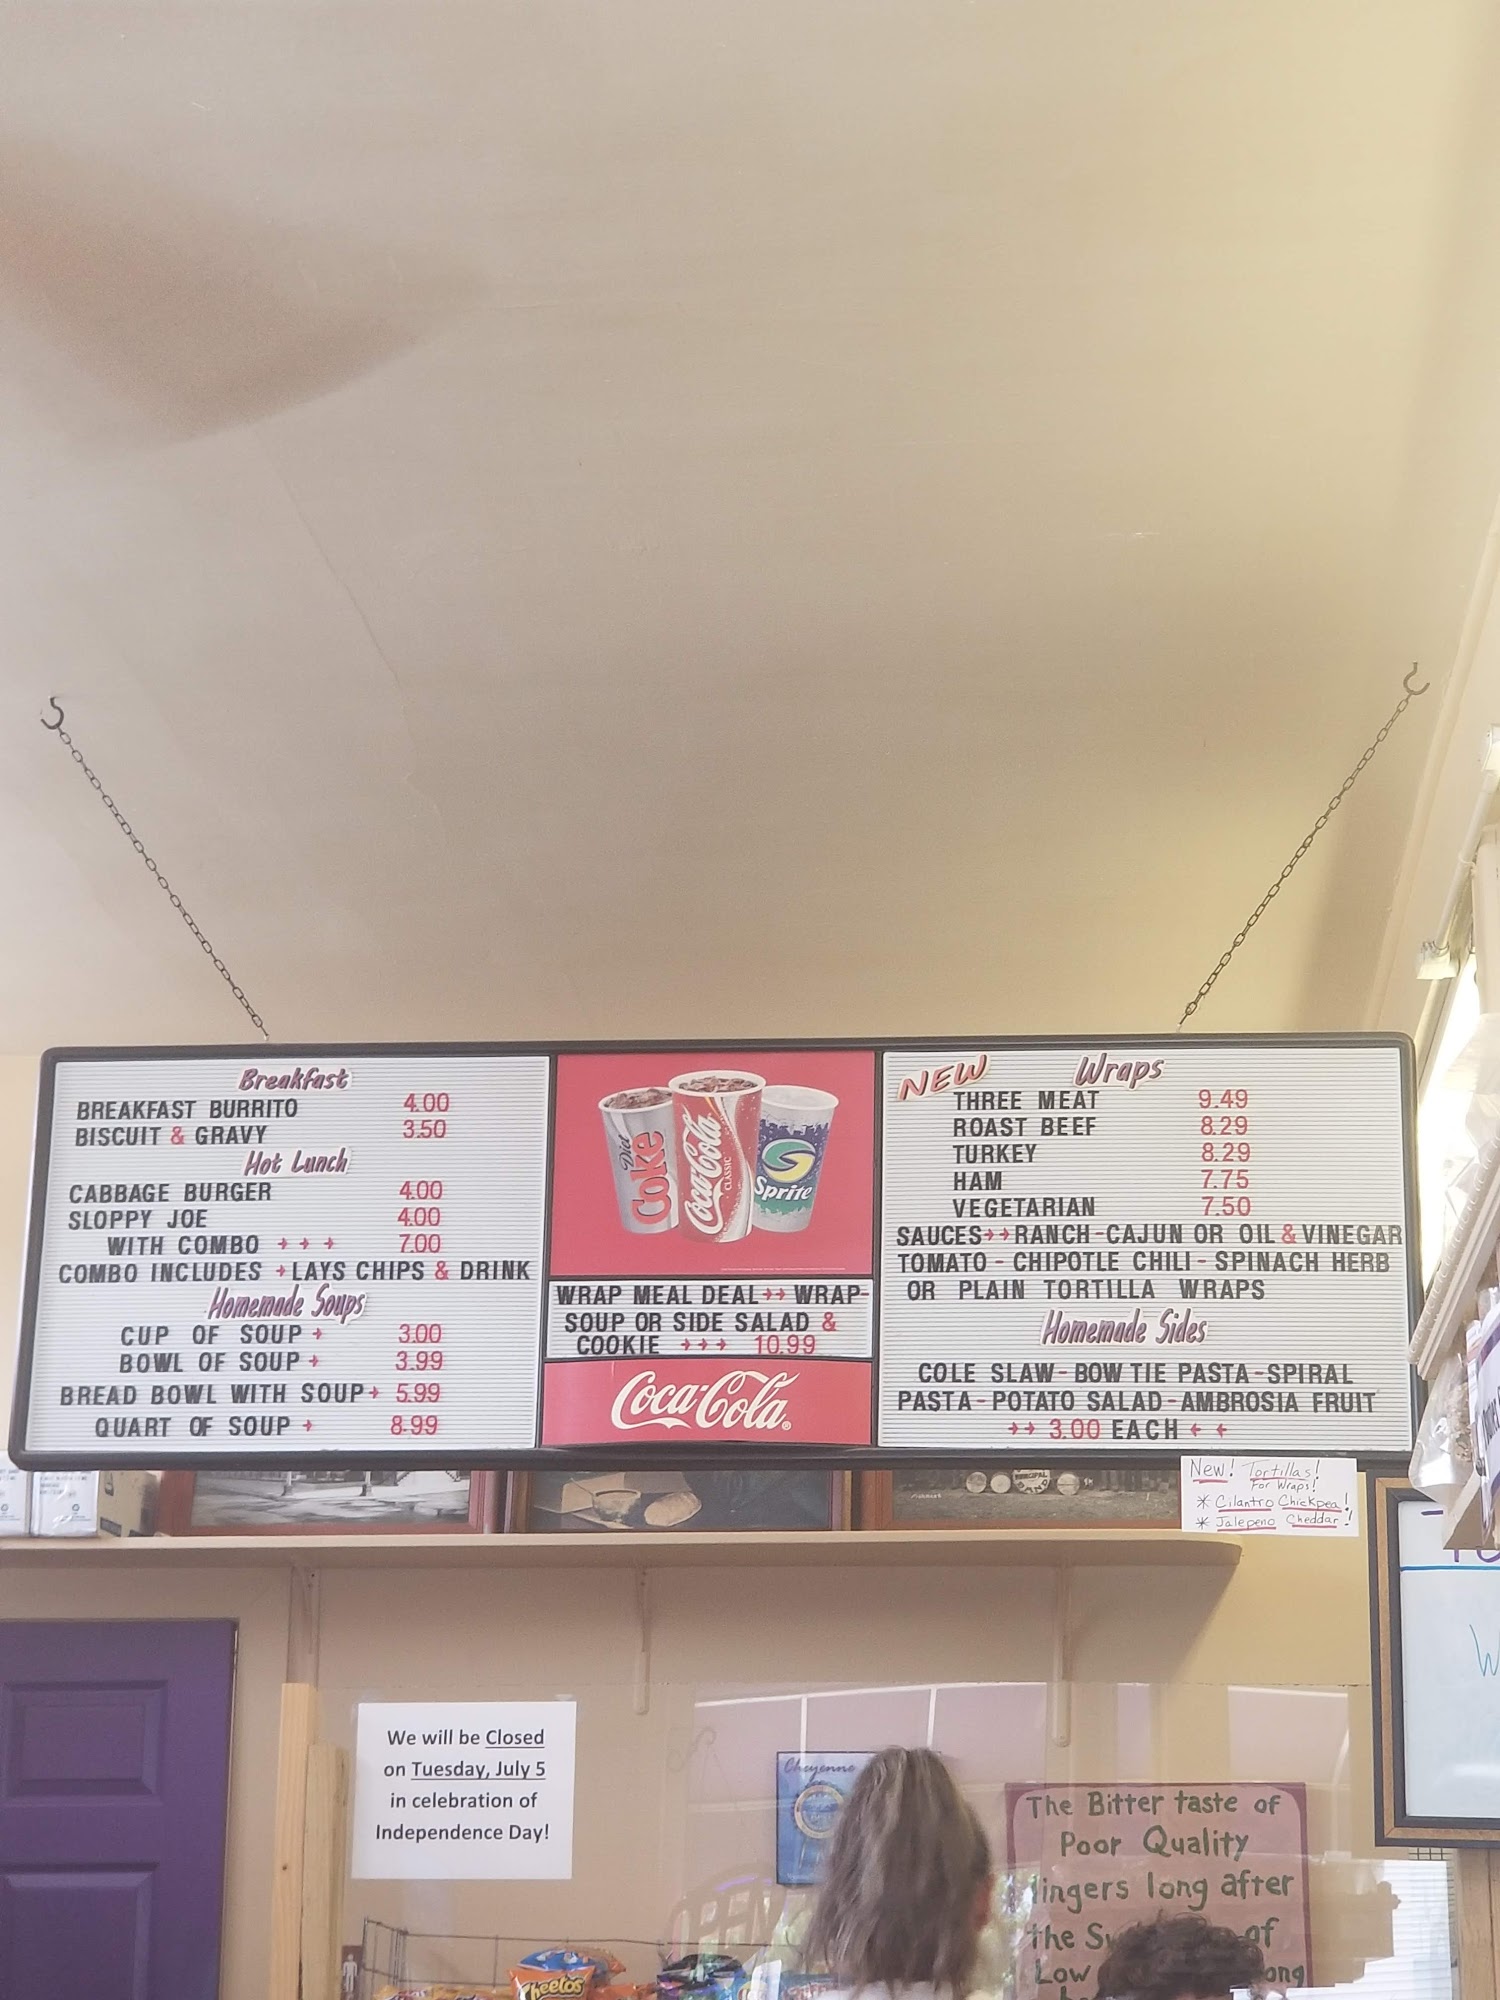 Breakfast
BREAKFAST BURRITO 4.00
BISCUIT & GRAVY 3.50
Hot Lunch
CABBAGE BURGER 4.00
SLOPPY JOE 4.00
WITH COMBO → → → 7.00
COMBO INCLUDES → LAYS CHIPS & DRINK
Homemade Soups
CUP OF SOUP → 3.00
BOWL OF SOUP → 3.99
BREAD BOWL WITH SOUP → 5.99
QUART OF SOUP → 8.99
Diet Coke
Coca-Cola CLASSIC
Sprite
WRAP MEAL DEAL →→ WRAP-
SOUP OR SIDE SALAD &
COOKIE →→→ 10.99
Coca-Cola®
NEW Wraps
THREE MEAT 9.49
ROAST BEEF 8.29
TURKEY 8.29
HAM 7.75
VEGETARIAN 7.50
SAUCES →→ RANCH-CAJUN OR OIL & VINEGAR
TOMATO - CHIPOTLE CHILI - SPINACH HERB
OR PLAIN TORTILLA WRAPS
Homemade Sides
COLE SLAW-BOW TIE PASTA-SPIRAL
PASTA-POTATO SALAD-AMBROSIA FRUIT
→→ 3.00 EACH ← ←
New! Tortillas!
For Wraps!
* Cilantro Chickpea!
* Jalepeno Cheddar!
We will be Closed
on Tuesday, July 5
in celebration of
Independence Day!
Cheyenne
OPEN
Cheetos
The Bitter taste of
Poor Quality
lingers long after
the of
Low